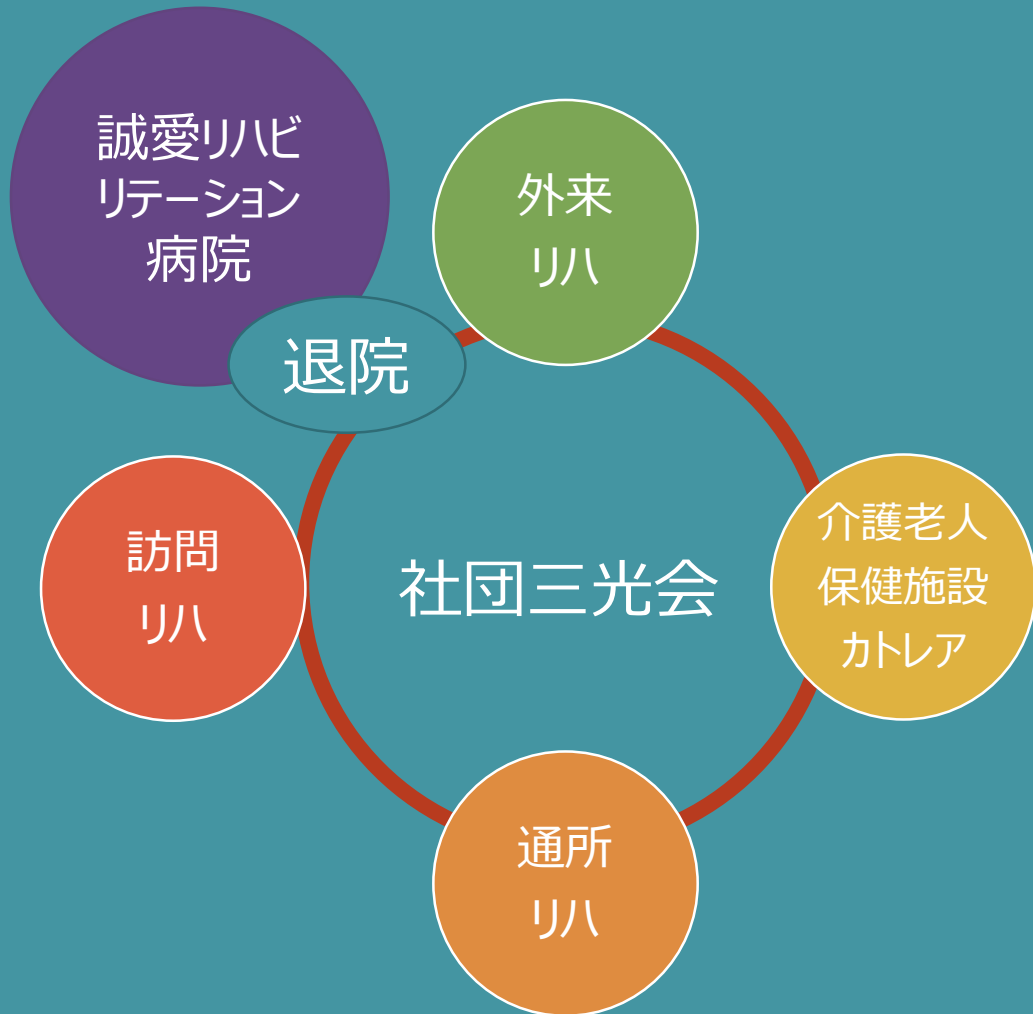 誠愛リハビ
リテーション
病院
外来
リハ
退院
訪問
リハ
社団三光会
介護老人
保健施設
カトレア
通所
リハ